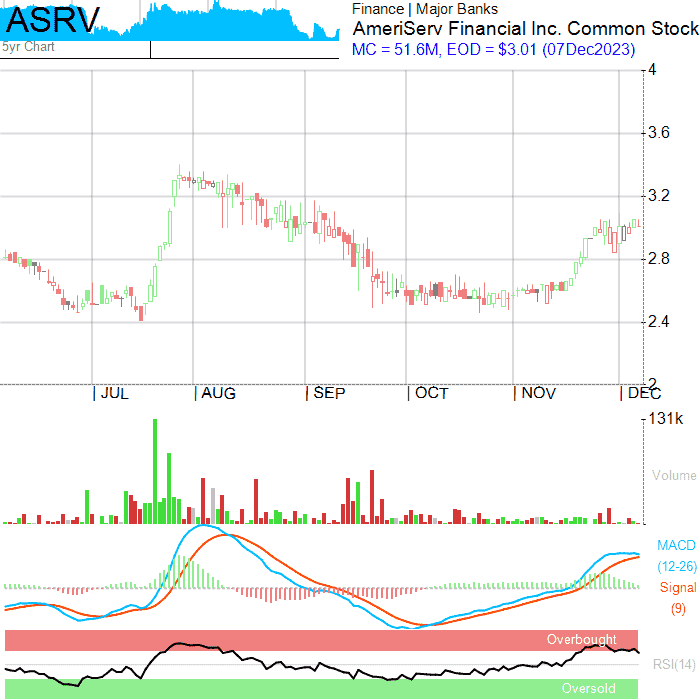 ASRV
5yr Chart
Finance | Major Banks
AmeriServ Financial Inc. Common Stock
MC = 51.6M, EOD = $3.01 (07Dec2023)
4
3.6
3.2
2.8
2.4
2
JUL AUG SEP OCT NOV DEC
131k
Volume
MACD
(12-26)
Signal
(9)
Overbought
RSI(14)
Oversold